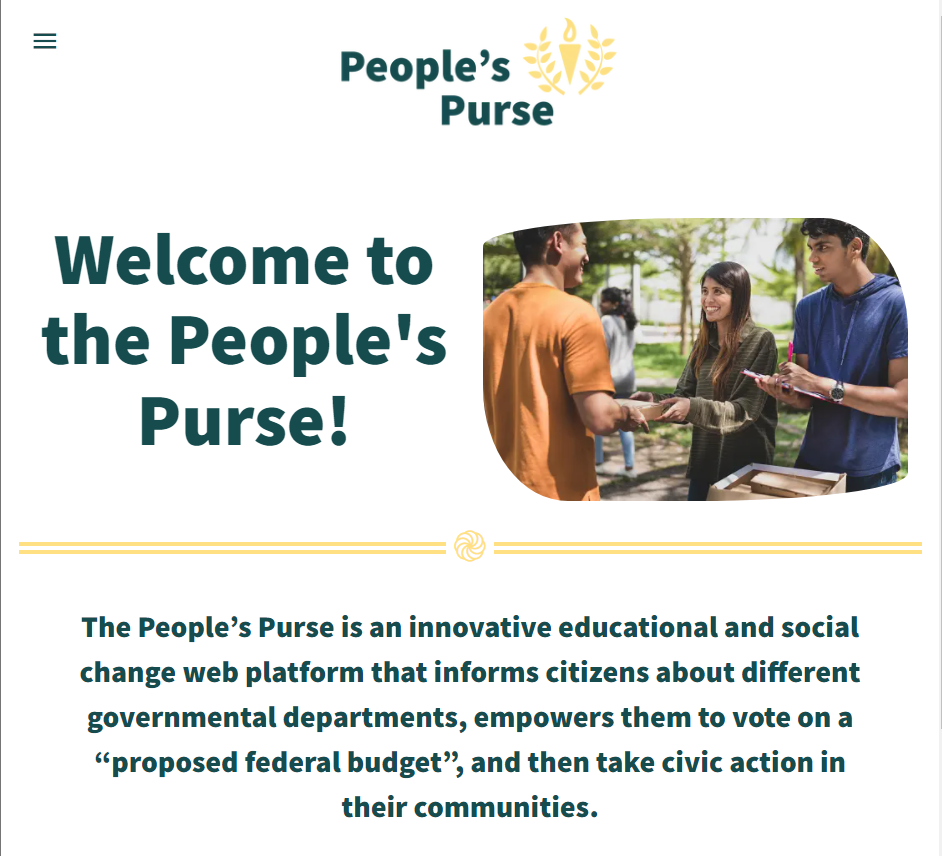 People’s
Purse
Welcome to
the People's
Purse!
The People’s Purse is an innovative educational and social
change web platform that informs citizens about different
governmental departments, empowers them to vote on a
“proposed federal budget”, and then take civic action in
their communities.